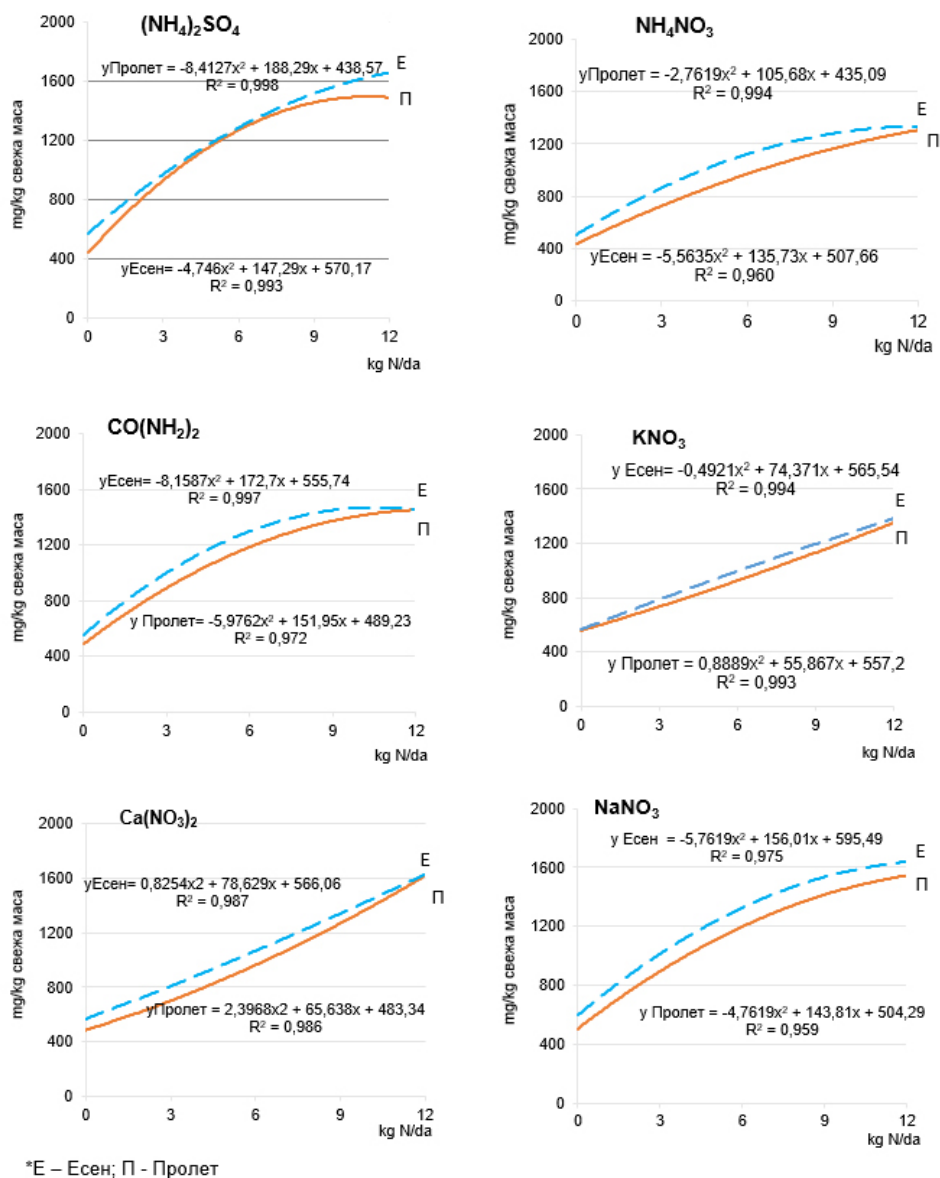 (NH₄)₂SO₄
2000
1600
1200
800
400
0
mg/kg свежа маса
уПролет = -8,4127x² + 188,29x + 438,57
R² = 0,998
Е
П
уЕсен= -4,746x² + 147,29x + 570,17
R² = 0,993
0 3 6 9 12
kg N/da
NH₄NO₃
2000
1600
1200
800
400
0
mg/kg свежа маса
уПролет = -2,7619x² + 105,68x + 435,09
R² = 0,994
Е
П
уЕсен = -5,5635x² + 135,73x + 507,66
R² = 0,960
0 3 6 9 12
kg N/da
CO(NH₂)₂
2000
1600
1200
800
400
0
mg/kg свежа маса
уЕсен= -8,1587x² + 172,7x + 555,74
R² = 0,997
Е
П
у Пролет= -5,9762x² + 151,95x + 489,23
R² = 0,972
0 3 6 9 12
kg N/da
KNO₃
2000
1600
1200
800
400
0
mg/kg свежа маса
у Есен= -0,4921x² + 74,371x + 565,54
R² = 0,994
Е
П
у Пролет = 0,8889x² + 55,867x + 557,2
R² = 0,993
0 3 6 9 12
kg N/da
Ca(NO₃)₂
2000
1600
1200
800
400
0
mg/kg свежа маса
уЕсен= 0,8254x2 + 78,629x + 566,06
R² = 0,987
Е
П
уПролет = 2,3968x2 + 65,638x + 483,34
R² = 0,986
0 3 6 9 12
kg N/da
NaNO₃
2000
1600
1200
800
400
0
mg/kg свежа маса
у Есен = -5,7619x² + 156,01x + 595,49
R² = 0,975
Е
П
у Пролет = -4,7619x² + 143,81x + 504,29
R² = 0,959
0 3 6 9 12
kg N/da
*Е – Есен; П - Пролет